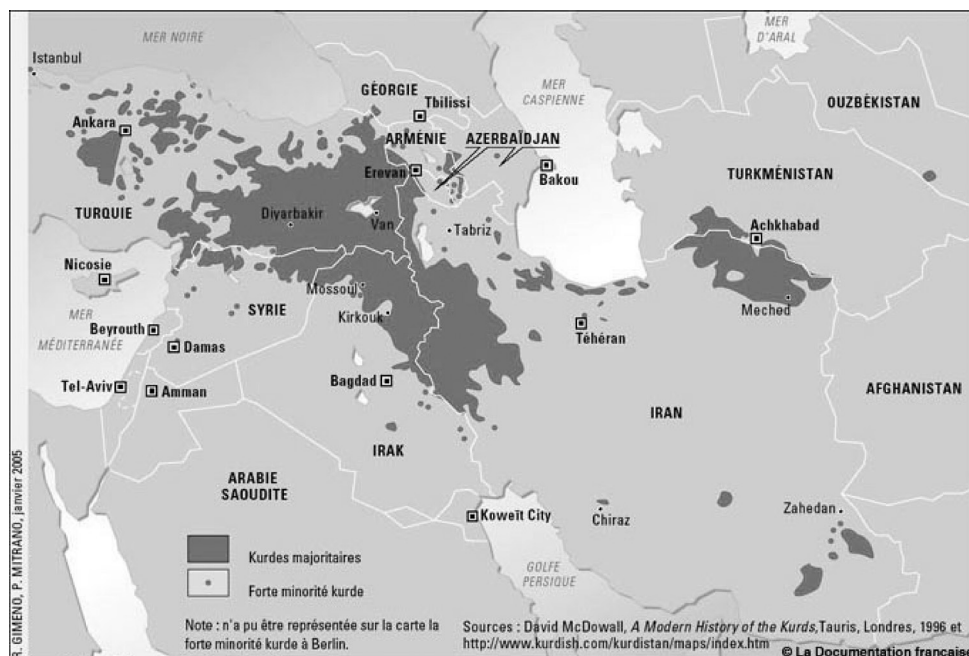 MER NOIRE
MER
D'ARAL
Istanbul
GÉORGIE
Tbilissi
MER
CASPIENNE
OUZBÉKISTAN
Ankara
ARMÉNIE
AZERBAÏDJAN
Erevan
Bakou
TURKMÉNISTAN
TURQUIE
Diyarbakir
Van
Tabriz
Achkhabad
Nicosie
Mossoul
Meched
SYRIE
Kirkouk
MER
MÉDITERRANÉE
Beyrouth
Damas
Téhéran
Tel-Aviv
Amman
Bagdad
AFGHANISTAN
IRAN
IRAK
ARABIE
SAOUDITE
Koweït City
Chiraz
Zahedan
GOLFE
PERSIQUE
Kurdes majoritaires
Forte minorité kurde
Note : n'a pu être représentée sur la carte la
forte minorité kurde à Berlin.
Sources : David McDowall, A Modern History of the Kurds,Tauris, Londres, 1996 et
http://www.kurdish.com/kurdistan/maps/index.htm
© La Documentation française
R. GIMENO, P. MITRANO, janvier 2005